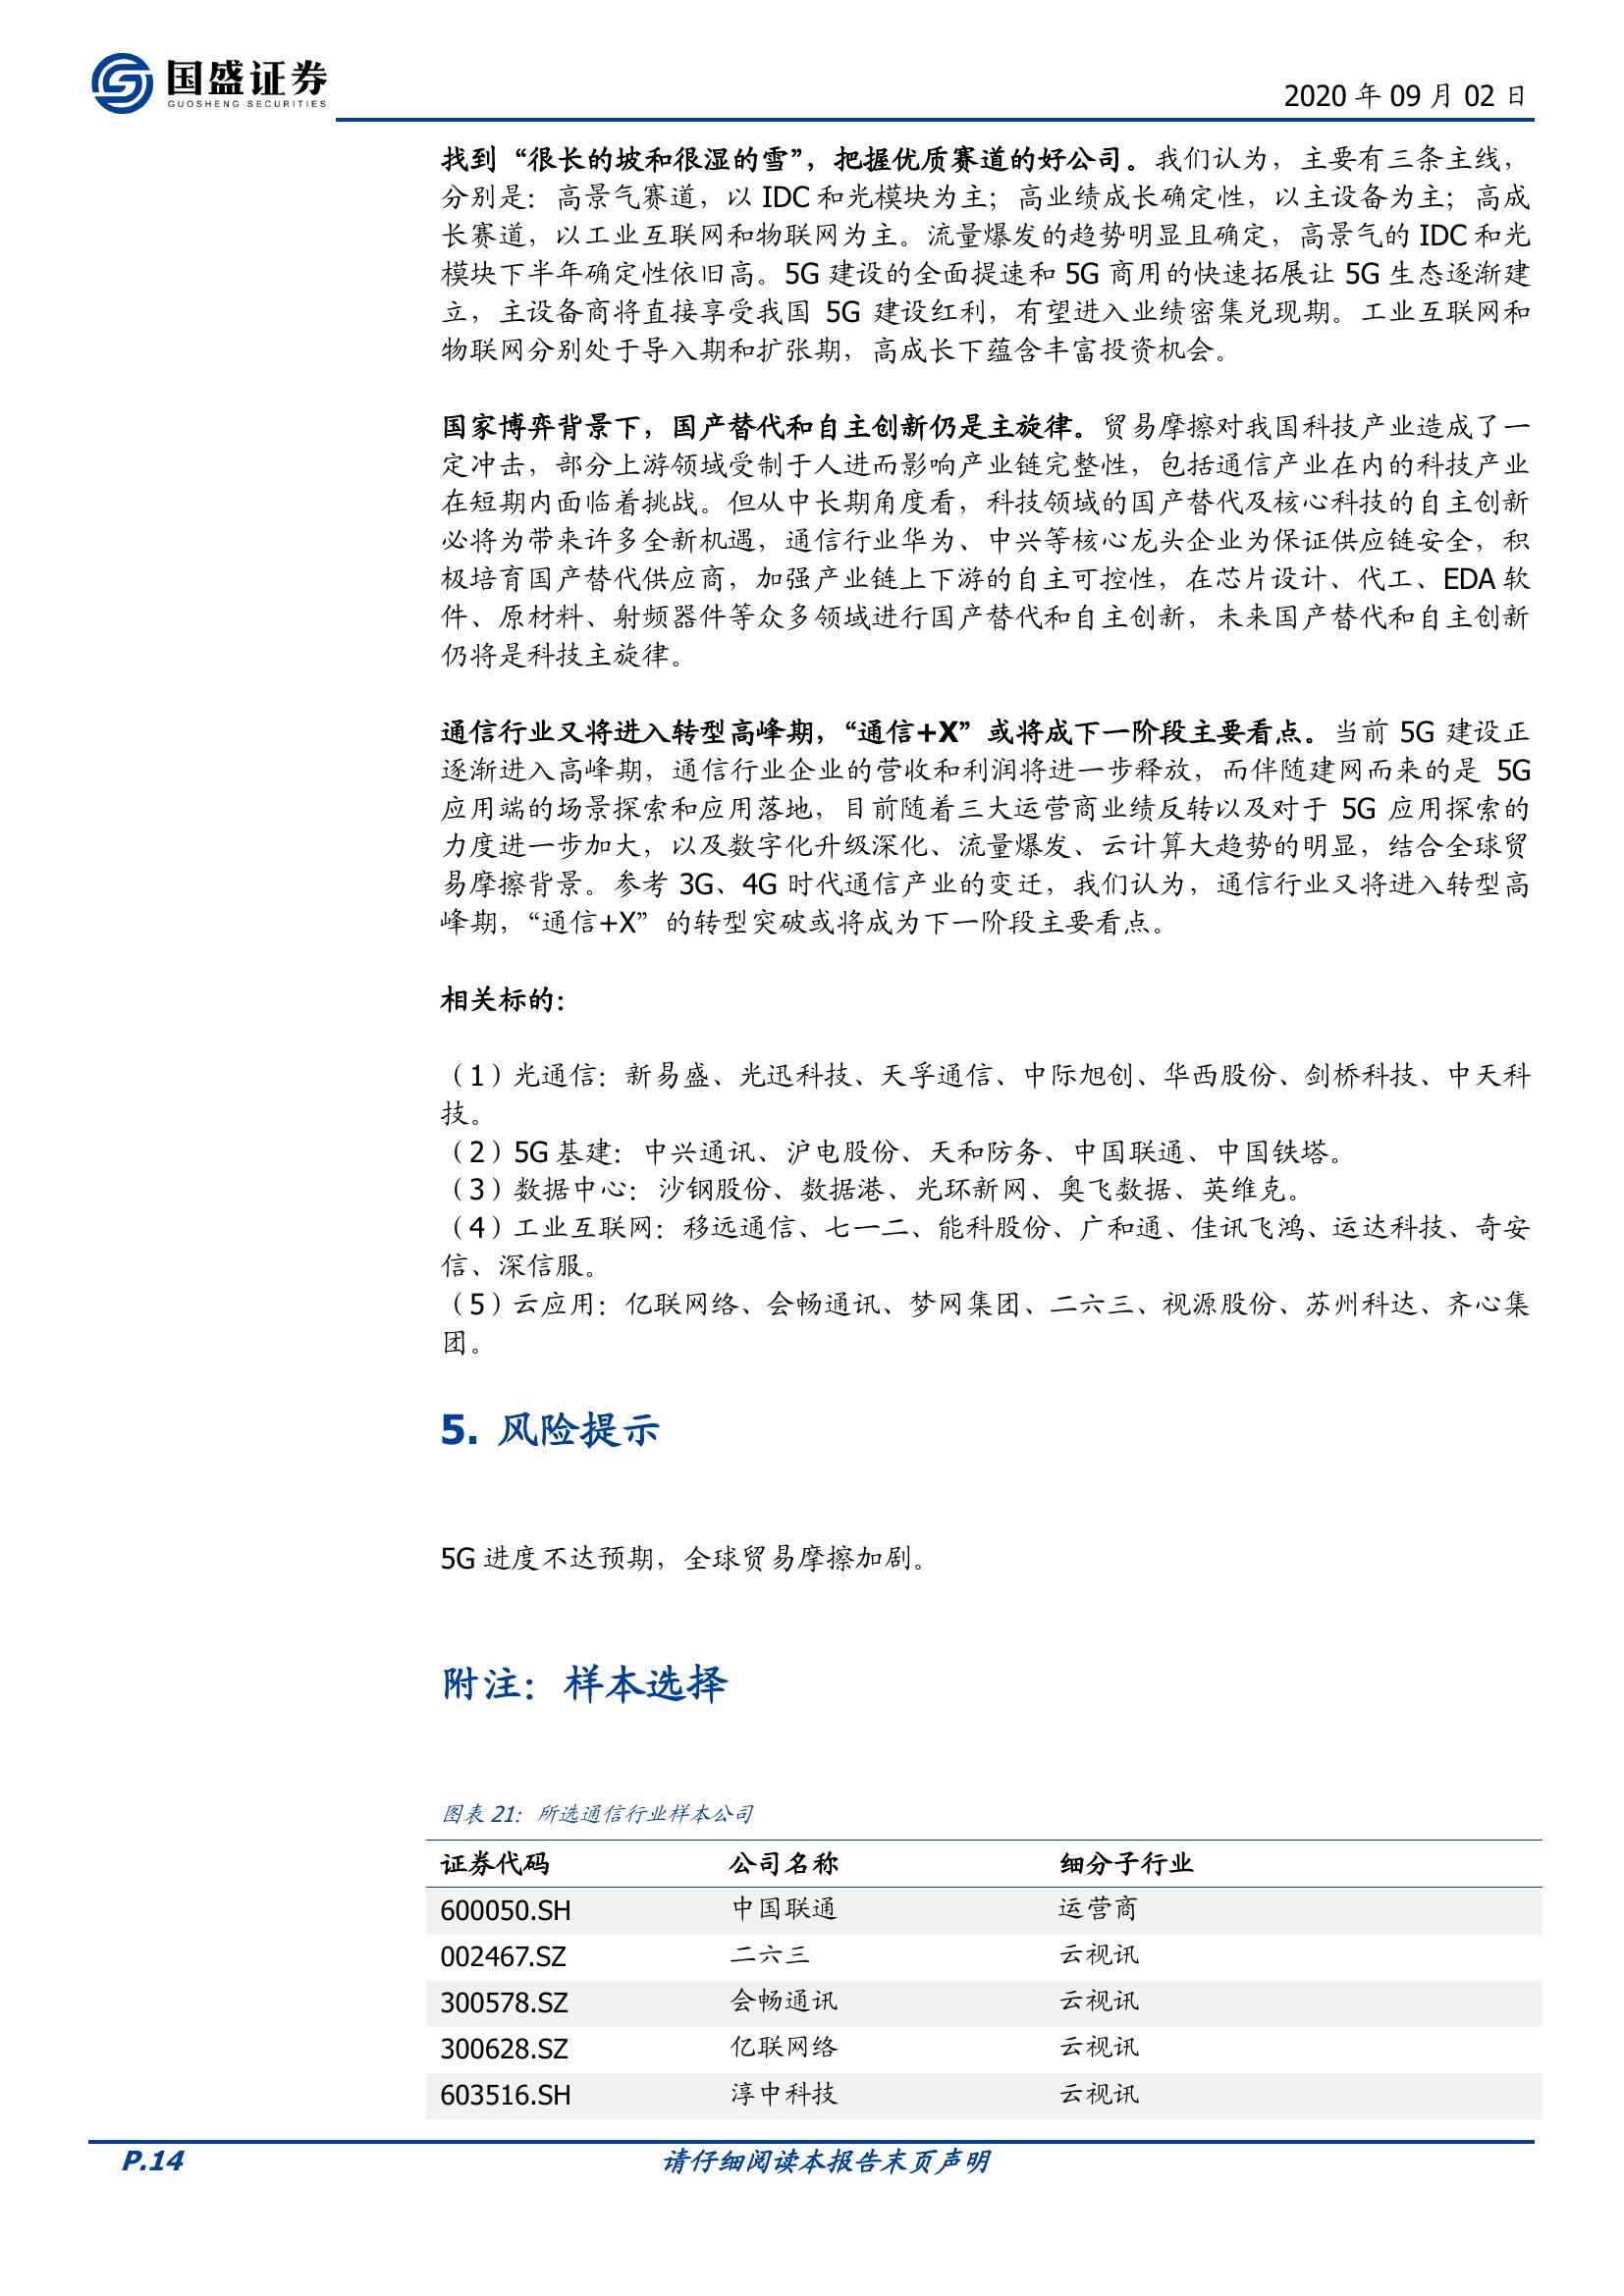 国盛证券
GUOSHENG SECURITIES
2020 年 09 月 02 日
找到“很长的坡和很湿的雪”，把握优质赛道的好公司。我们认为，主要有三条主线，
分别是：高景气赛道，以 IDC 和光模块为主；高业绩成长确定性，以主设备为主；高成
长赛道，以工业互联网和物联网为主。流量爆发的趋势明显且确定，高景气的 IDC 和光
模块下半年确定性依旧高。5G 建设的全面提速和 5G 商用的快速拓展让 5G 生态逐渐建
立，主设备商将直接享受我国 5G 建设红利，有望进入业绩密集兑现期。工业互联网和
物联网分别处于导入期和扩张期，高成长下蕴含丰富投资机会。
国家博弈背景下，国产替代和自主创新仍是主旋律。贸易摩擦对我国科技产业造成了一
定冲击，部分上游领域受制于人进而影响产业链完整性，包括通信产业在内的科技产业
在短期内面临着挑战。但从中长期角度看，科技领域的国产替代及核心科技的自主创新
必将为带来许多全新机遇，通信行业华为、中兴等核心龙头企业为保证供应链安全，积
极培育国产替代供应商，加强产业链上下游的自主可控性，在芯片设计、代工、EDA 软
件、原材料、射频器件等众多领域进行国产替代和自主创新，未来国产替代和自主创新
仍将是科技主旋律。
通信行业又将进入转型高峰期，“通信+X”或将成下一阶段主要看点。当前 5G 建设正
逐渐进入高峰期，通信行业企业的营收和利润将进一步释放，而伴随建网而来的是 5G
应用端的场景探索和应用落地，目前随着三大运营商业绩反转以及对于 5G 应用探索的
力度进一步加大，以及数字化升级深化、流量爆发、云计算大趋势的明显，结合全球贸
易摩擦背景。参考 3G、4G 时代通信产业的变迁，我们认为，通信行业又将进入转型高
峰期，“通信+X”的转型突破或将成为下一阶段主要看点。
相关标的：
（1）光通信：新易盛、光迅科技、天孚通信、中际旭创、华西股份、剑桥科技、中天科
技。
（2）5G 基建：中兴通讯、沪电股份、天和防务、中国联通、中国铁塔。
（3）数据中心：沙钢股份、数据港、光环新网、奥飞数据、英维克。
（4）工业互联网：移远通信、七一二、能科股份、广和通、佳讯飞鸿、运达科技、奇安
信、深信服。
（5）云应用：亿联网络、会畅通讯、梦网集团、二六三、视源股份、苏州科达、齐心集
团。
5. 风险提示
5G 进度不达预期，全球贸易摩擦加剧。
附注：样本选择
图表 21：所选通信行业样本公司
证券代码 公司名称 细分子行业
600050.SH 中国联通 运营商
002467.SZ 二六三 云视讯
300578.SZ 会畅通讯 云视讯
300628.SZ 亿联网络 云视讯
603516.SH 淳中科技 云视讯
P.14 请仔细阅读本报告末页声明